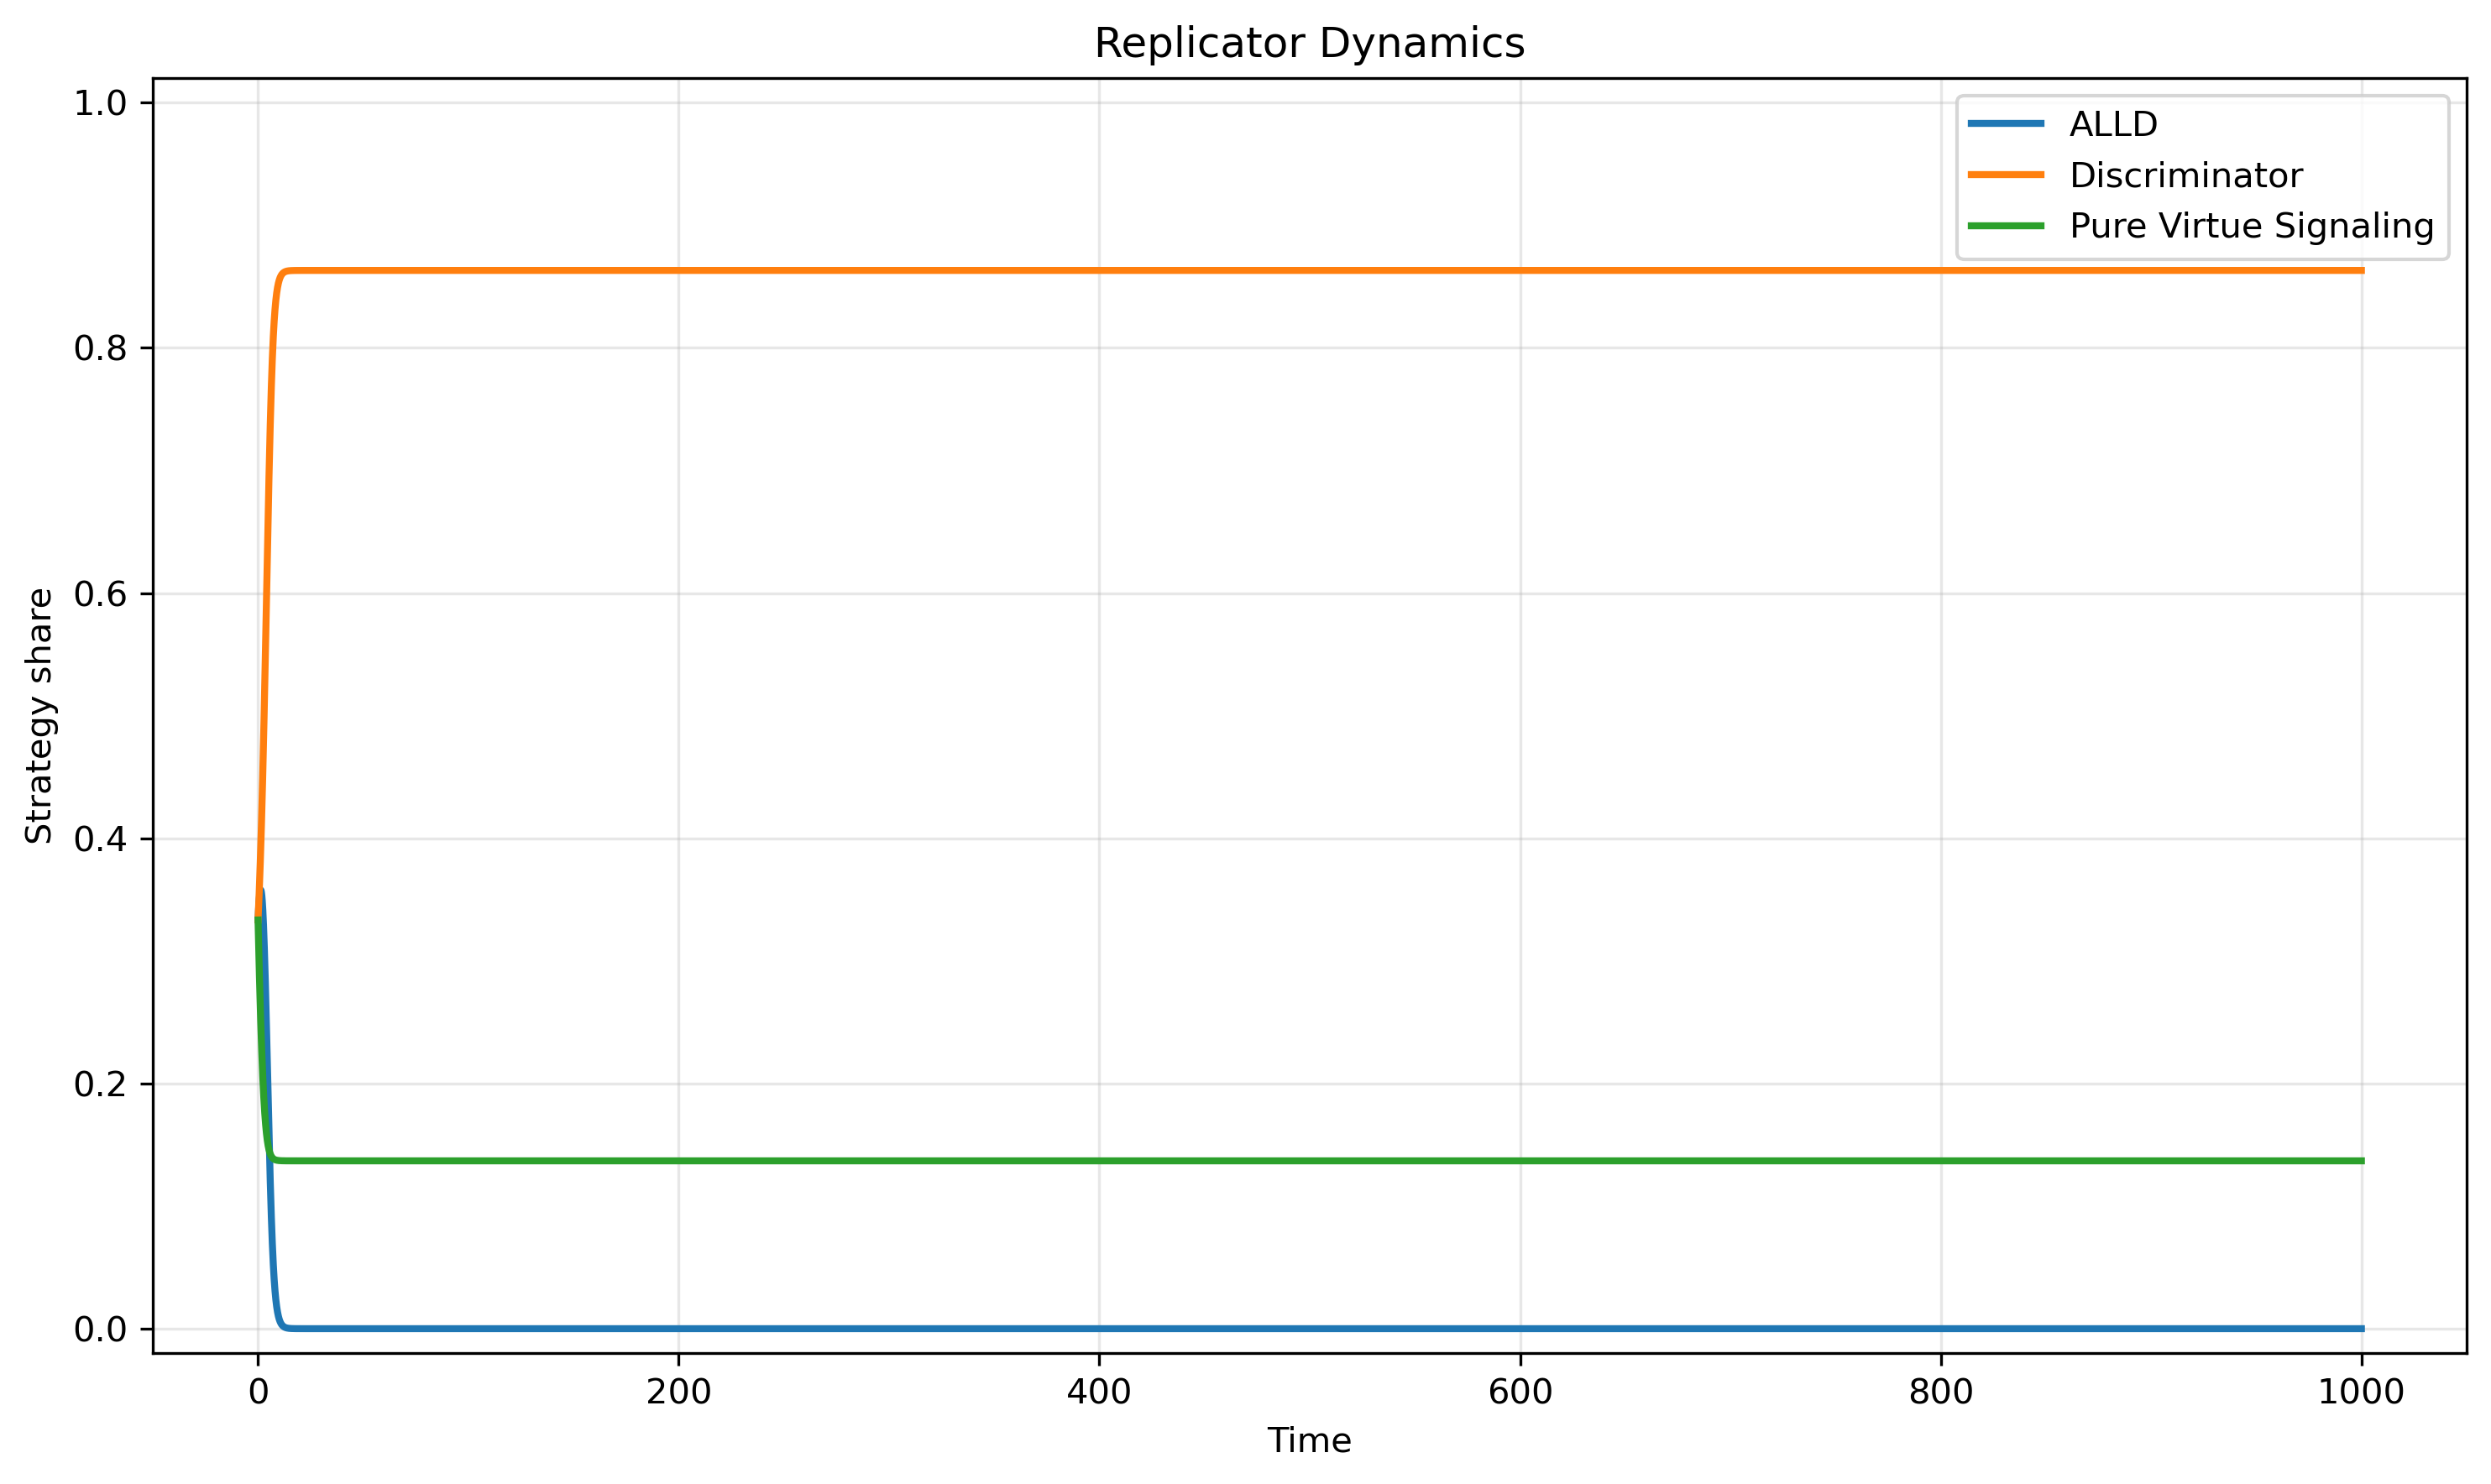 Replicator Dynamics
1.0
0.8
0.6
0.4
0.2
0.0
Strategy share
ALLD
Discriminator
Pure Virtue Signaling
0
200
400
600
800
1000
Time